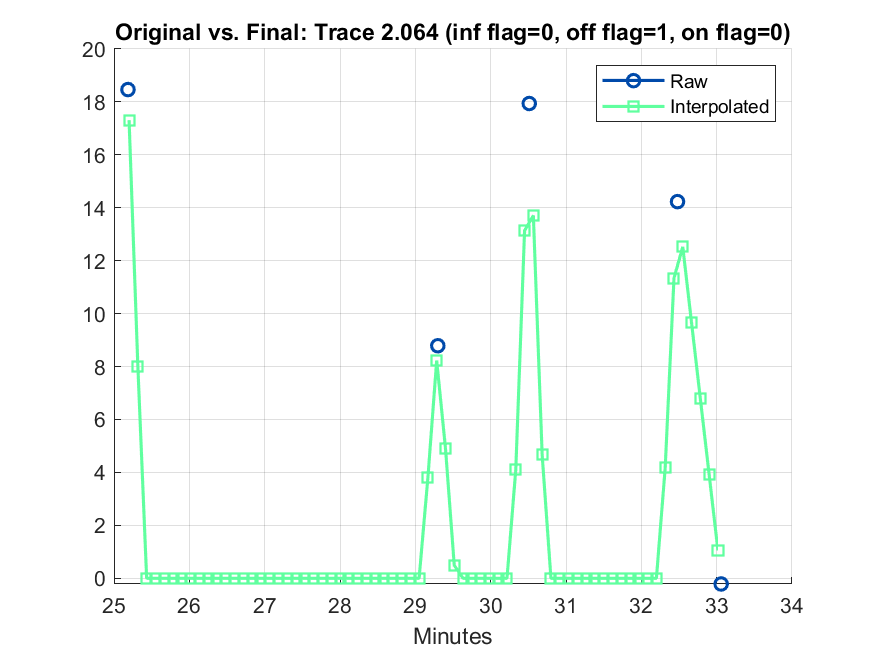 Original vs. Final: Trace 2.064 (inf flag=0, off flag=1, on flag=0)
20
18
16
14
12
10
8
6
4
2
0
Raw
Interpolated
25 26 27 28 29 30 31 32 33 34
Minutes